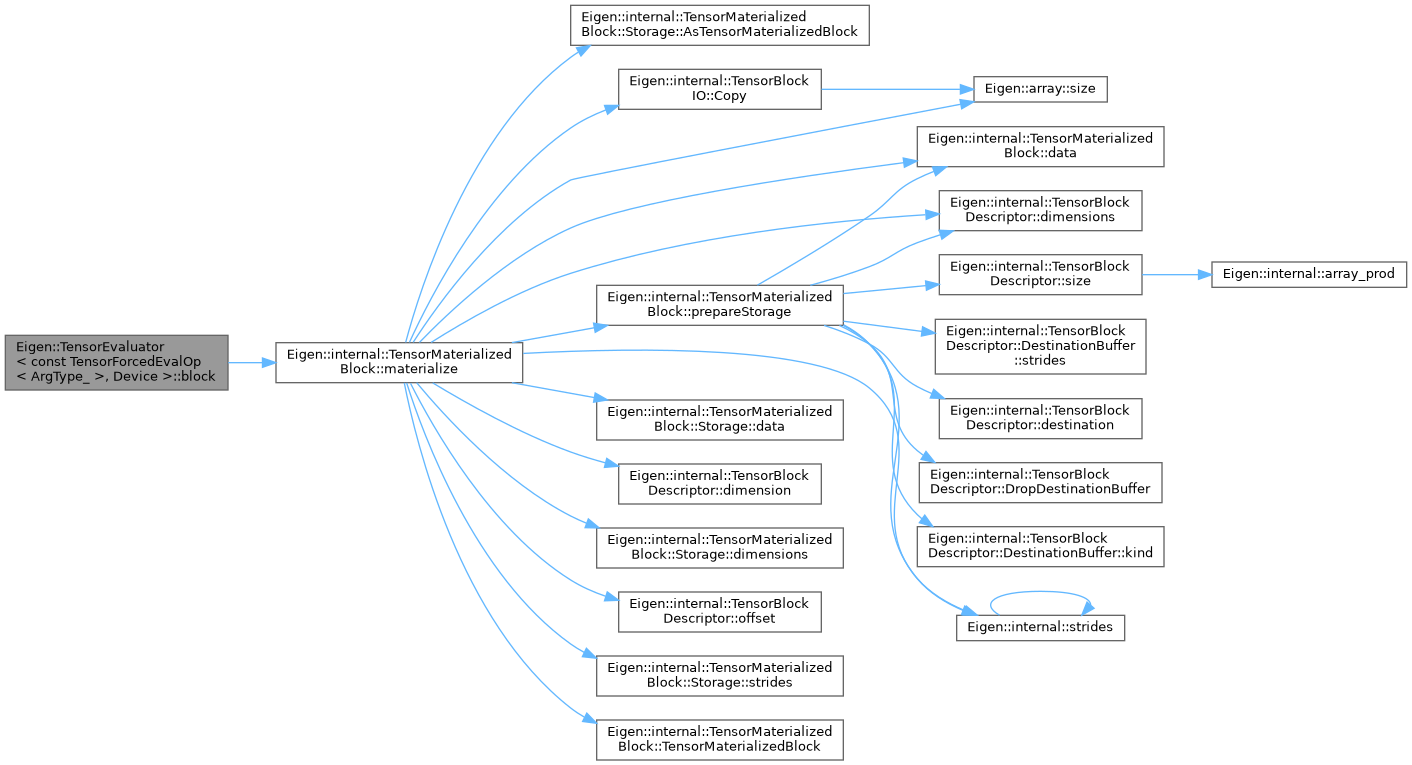 Eigen::TensorEvaluator
< const TensorForcedEvalOp
< ArgType_ >, Device >::block
Eigen::internal::TensorMaterialized
Block::materialize
Eigen::internal::TensorMaterialized
Block::Storage::AsTensorMaterializedBlock
Eigen::internal::TensorBlock
IO::Copy
Eigen::array::size
Eigen::internal::TensorMaterialized
Block::data
Eigen::internal::TensorBlock
Descriptor::dimensions
Eigen::internal::TensorMaterialized
Block::prepareStorage
Eigen::internal::TensorBlock
Descriptor::size
Eigen::internal::array_prod
Eigen::internal::TensorBlock
Descriptor::DestinationBuffer
::strides
Eigen::internal::TensorBlock
Descriptor::destination
Eigen::internal::TensorBlock
Descriptor::DropDestinationBuffer
Eigen::internal::TensorBlock
Descriptor::DestinationBuffer::kind
Eigen::internal::strides
Eigen::internal::TensorMaterialized
Block::Storage::data
Eigen::internal::TensorBlock
Descriptor::dimension
Eigen::internal::TensorMaterialized
Block::Storage::dimensions
Eigen::internal::TensorBlock
Descriptor::offset
Eigen::internal::TensorMaterialized
Block::Storage::strides
Eigen::internal::TensorMaterialized
Block::TensorMaterializedBlock